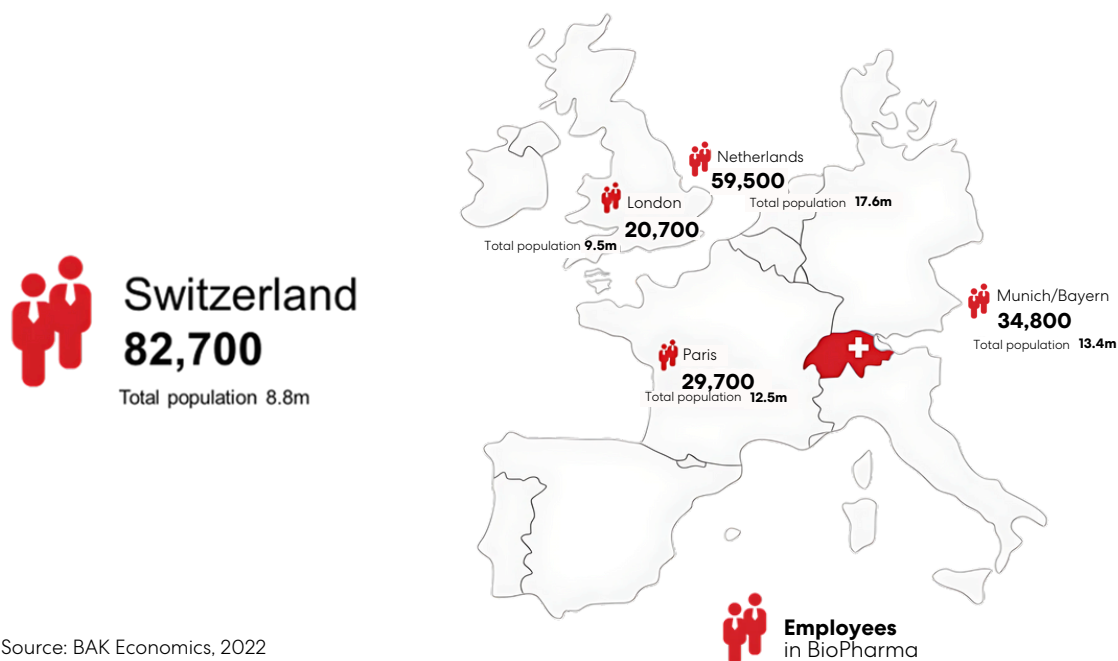 Netherlands
59,500
Total population 17.6m
London
20,700
Total population 9.5m
Switzerland
82,700
Total population 8.8m
Munich/Bayern
34,800
Total population 13.4m
Paris
29,700
Total population 12.5m
Employees
in BioPharma
Source: BAK Economics, 2022